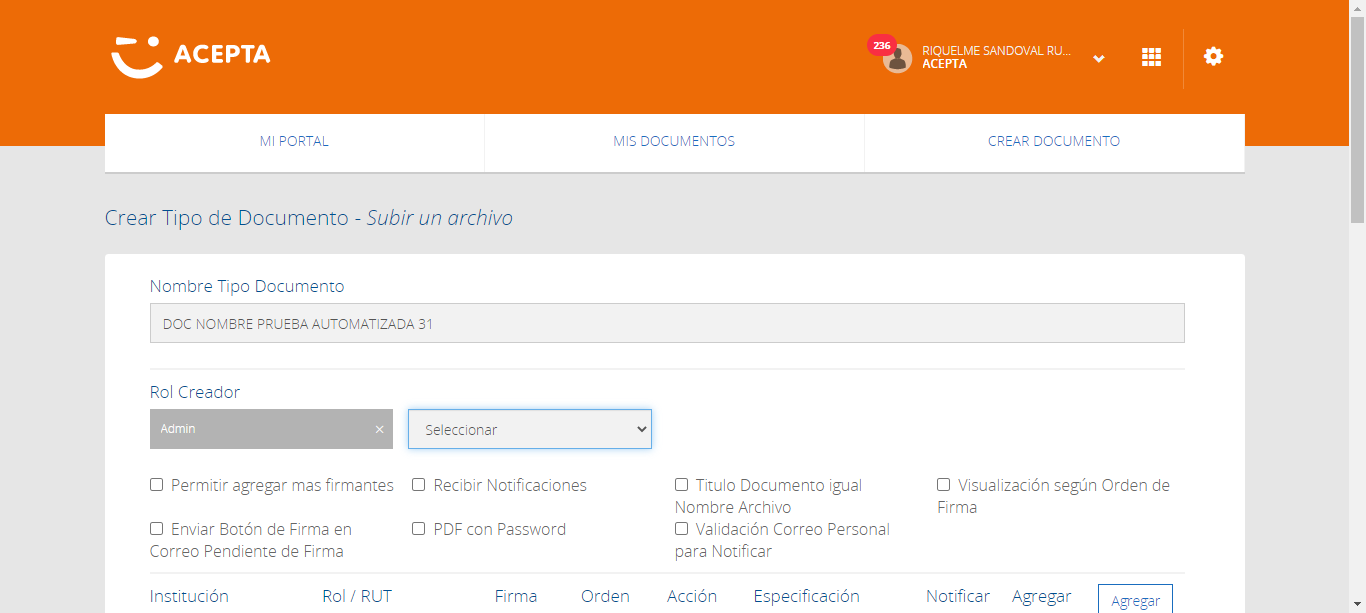 ACEPTA
236
RIQUELME SANDOVAL RU...
ACEPTA
MI PORTAL
MIS DOCUMENTOS
CREAR DOCUMENTO
Crear Tipo de Documento - Subir un archivo
Nombre Tipo Documento
DOC NOMBRE PRUEBA AUTOMATIZADA 31
Rol Creador
Admin ×
Seleccionar
Permitir agregar mas firmantes
Recibir Notificaciones
Titulo Documento igual
Nombre Archivo
Visualización según Orden de
Firma
Enviar Botón de Firma en
Correo Pendiente de Firma
PDF con Password
Validación Correo Personal
para Notificar
Institución Rol / RUT Firma Orden Acción Especificación Notificar Agregar Agregar